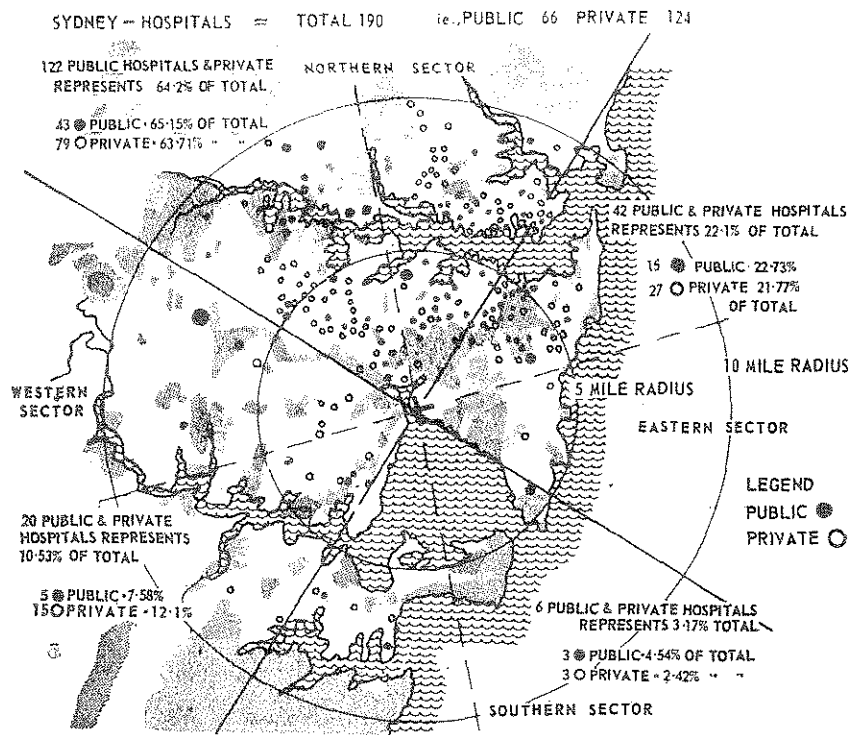 SYDNEY - HOSPITALS = TOTAL 190 ie., PUBLIC 66 PRIVATE 124
122 PUBLIC HOSPITALS & PRIVATE
REPRESENTS 64·2% OF TOTAL
43 PUBLIC · 65·15% OF TOTAL
79 PRIVATE · 63·71% " "
NORTHERN SECTOR
42 PUBLIC & PRIVATE HOSPITALS
REPRESENTS 22·1% OF TOTAL
15 PUBLIC · 22·73%
27 PRIVATE 21·77%
OF TOTAL
10 MILE RADIUS
5 MILE RADIUS
WESTERN
SECTOR
EASTERN SECTOR
LEGEND
PUBLIC
PRIVATE
20 PUBLIC & PRIVATE
HOSPITALS REPRESENTS
10·53% OF TOTAL
5 PUBLIC · 7·58%
15 PRIVATE · 12·1%
6 PUBLIC & PRIVATE HOSPITALS
REPRESENTS 3·17% TOTAL
3 PUBLIC · 4·54% OF TOTAL
3 PRIVATE · 2·42% " "
SOUTHERN SECTOR